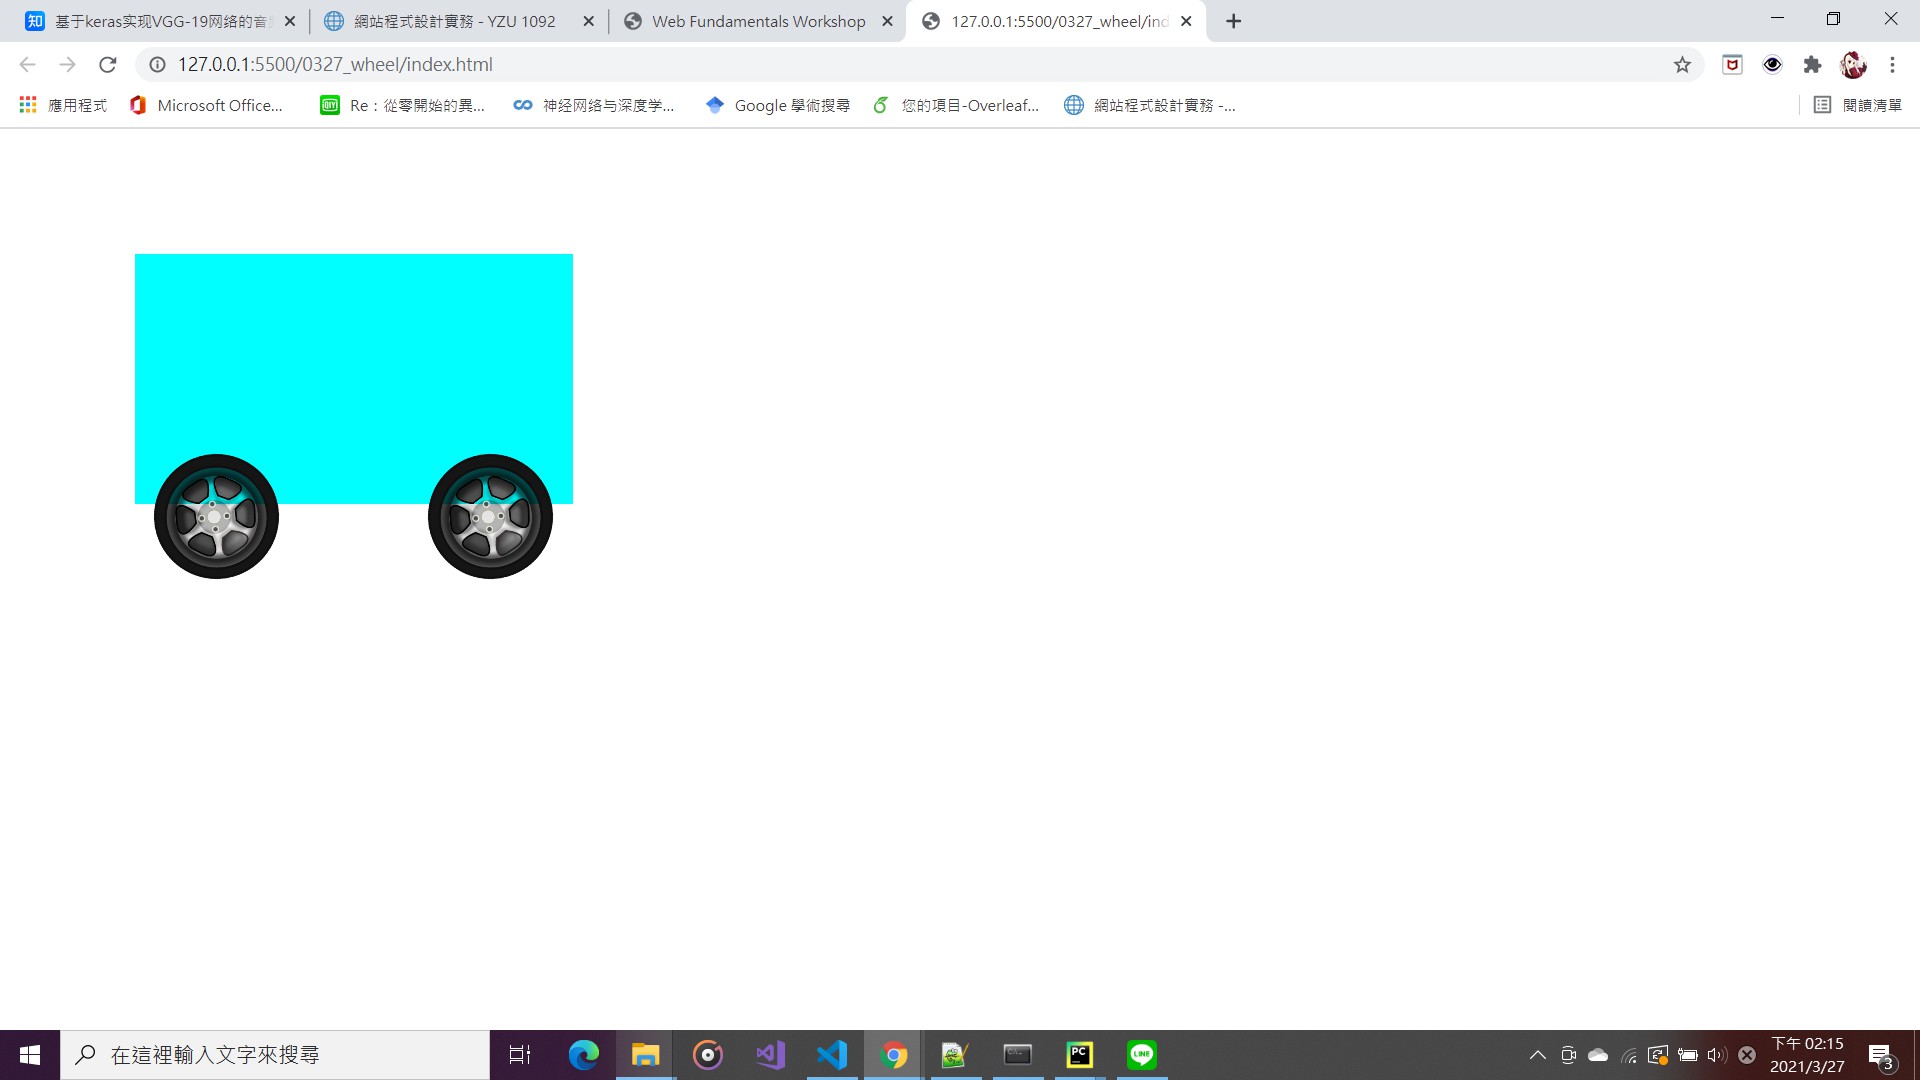 基于keras实现VGG-19网络的音
網站程式設計實務 - YZU 1092
Web Fundamentals Workshop
127.0.0.1:5500/0327_wheel/ind
127.0.0.1:5500/0327_wheel/index.html
應用程式
Microsoft Office...
Re：從零開始的異...
神经网络与深度学...
Google 學術搜尋
您的項目-Overleaf...
網站程式設計實務 -...
閱讀清單
在這裡輸入文字來搜尋
下午 02:15
2021/3/27
3
知
PC
LINE